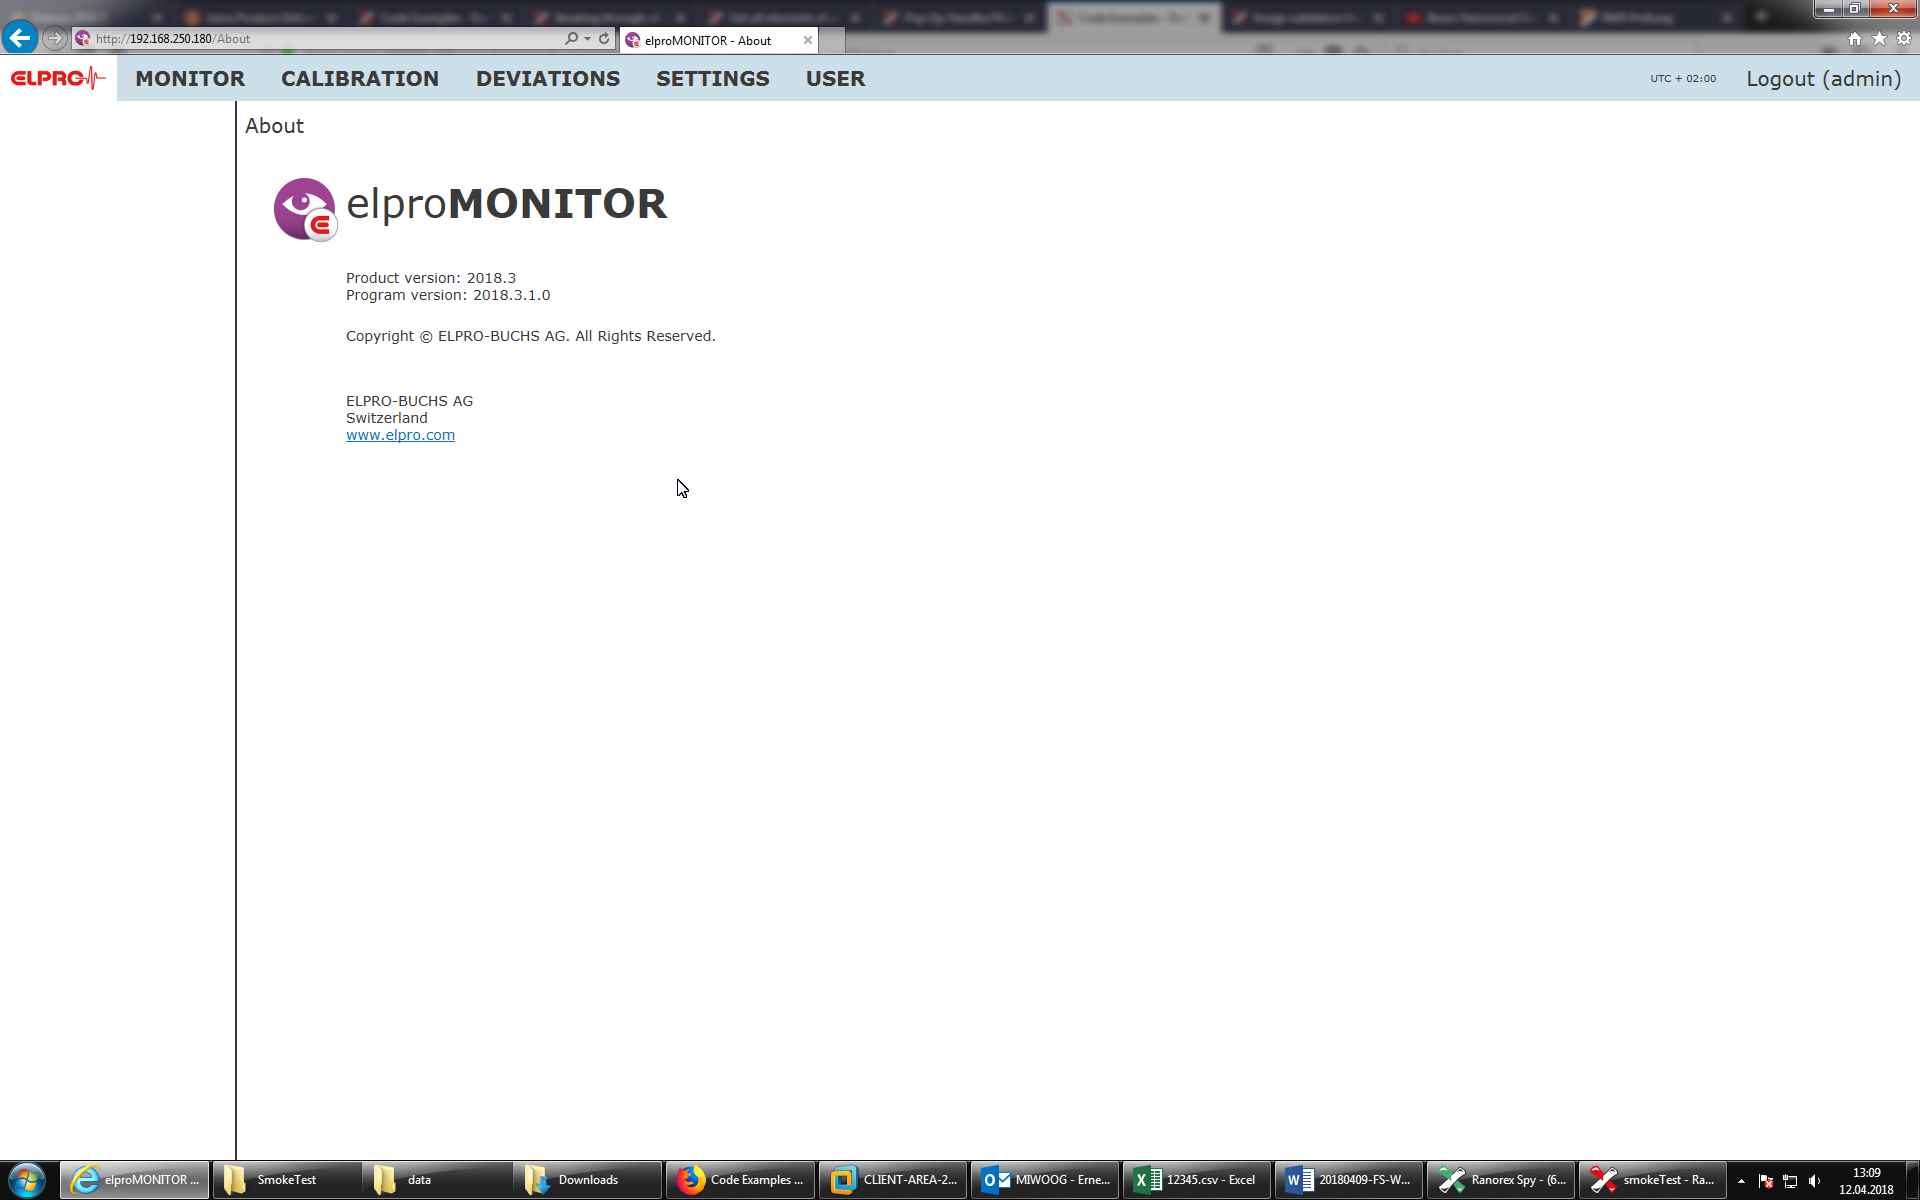 http://192.168.250.180/About
elproMONITOR - About
ELPRO
MONITOR
CALIBRATION
DEVIATIONS
SETTINGS
USER
UTC + 02:00
Logout (admin)
About
elproMONITOR
Product version: 2018.3
Program version: 2018.3.1.0
Copyright © ELPRO-BUCHS AG. All Rights Reserved.
ELPRO-BUCHS AG
Switzerland
www.elpro.com
elproMONITOR ...
SmokeTest
data
Downloads
Code Examples ...
CLIENT-AREA-2...
MIWOOG - Erne...
12345.csv - Excel
20180409-FS-W...
Ranorex Spy - (6...
smokeTest - Ra...
13:09
12.04.2018